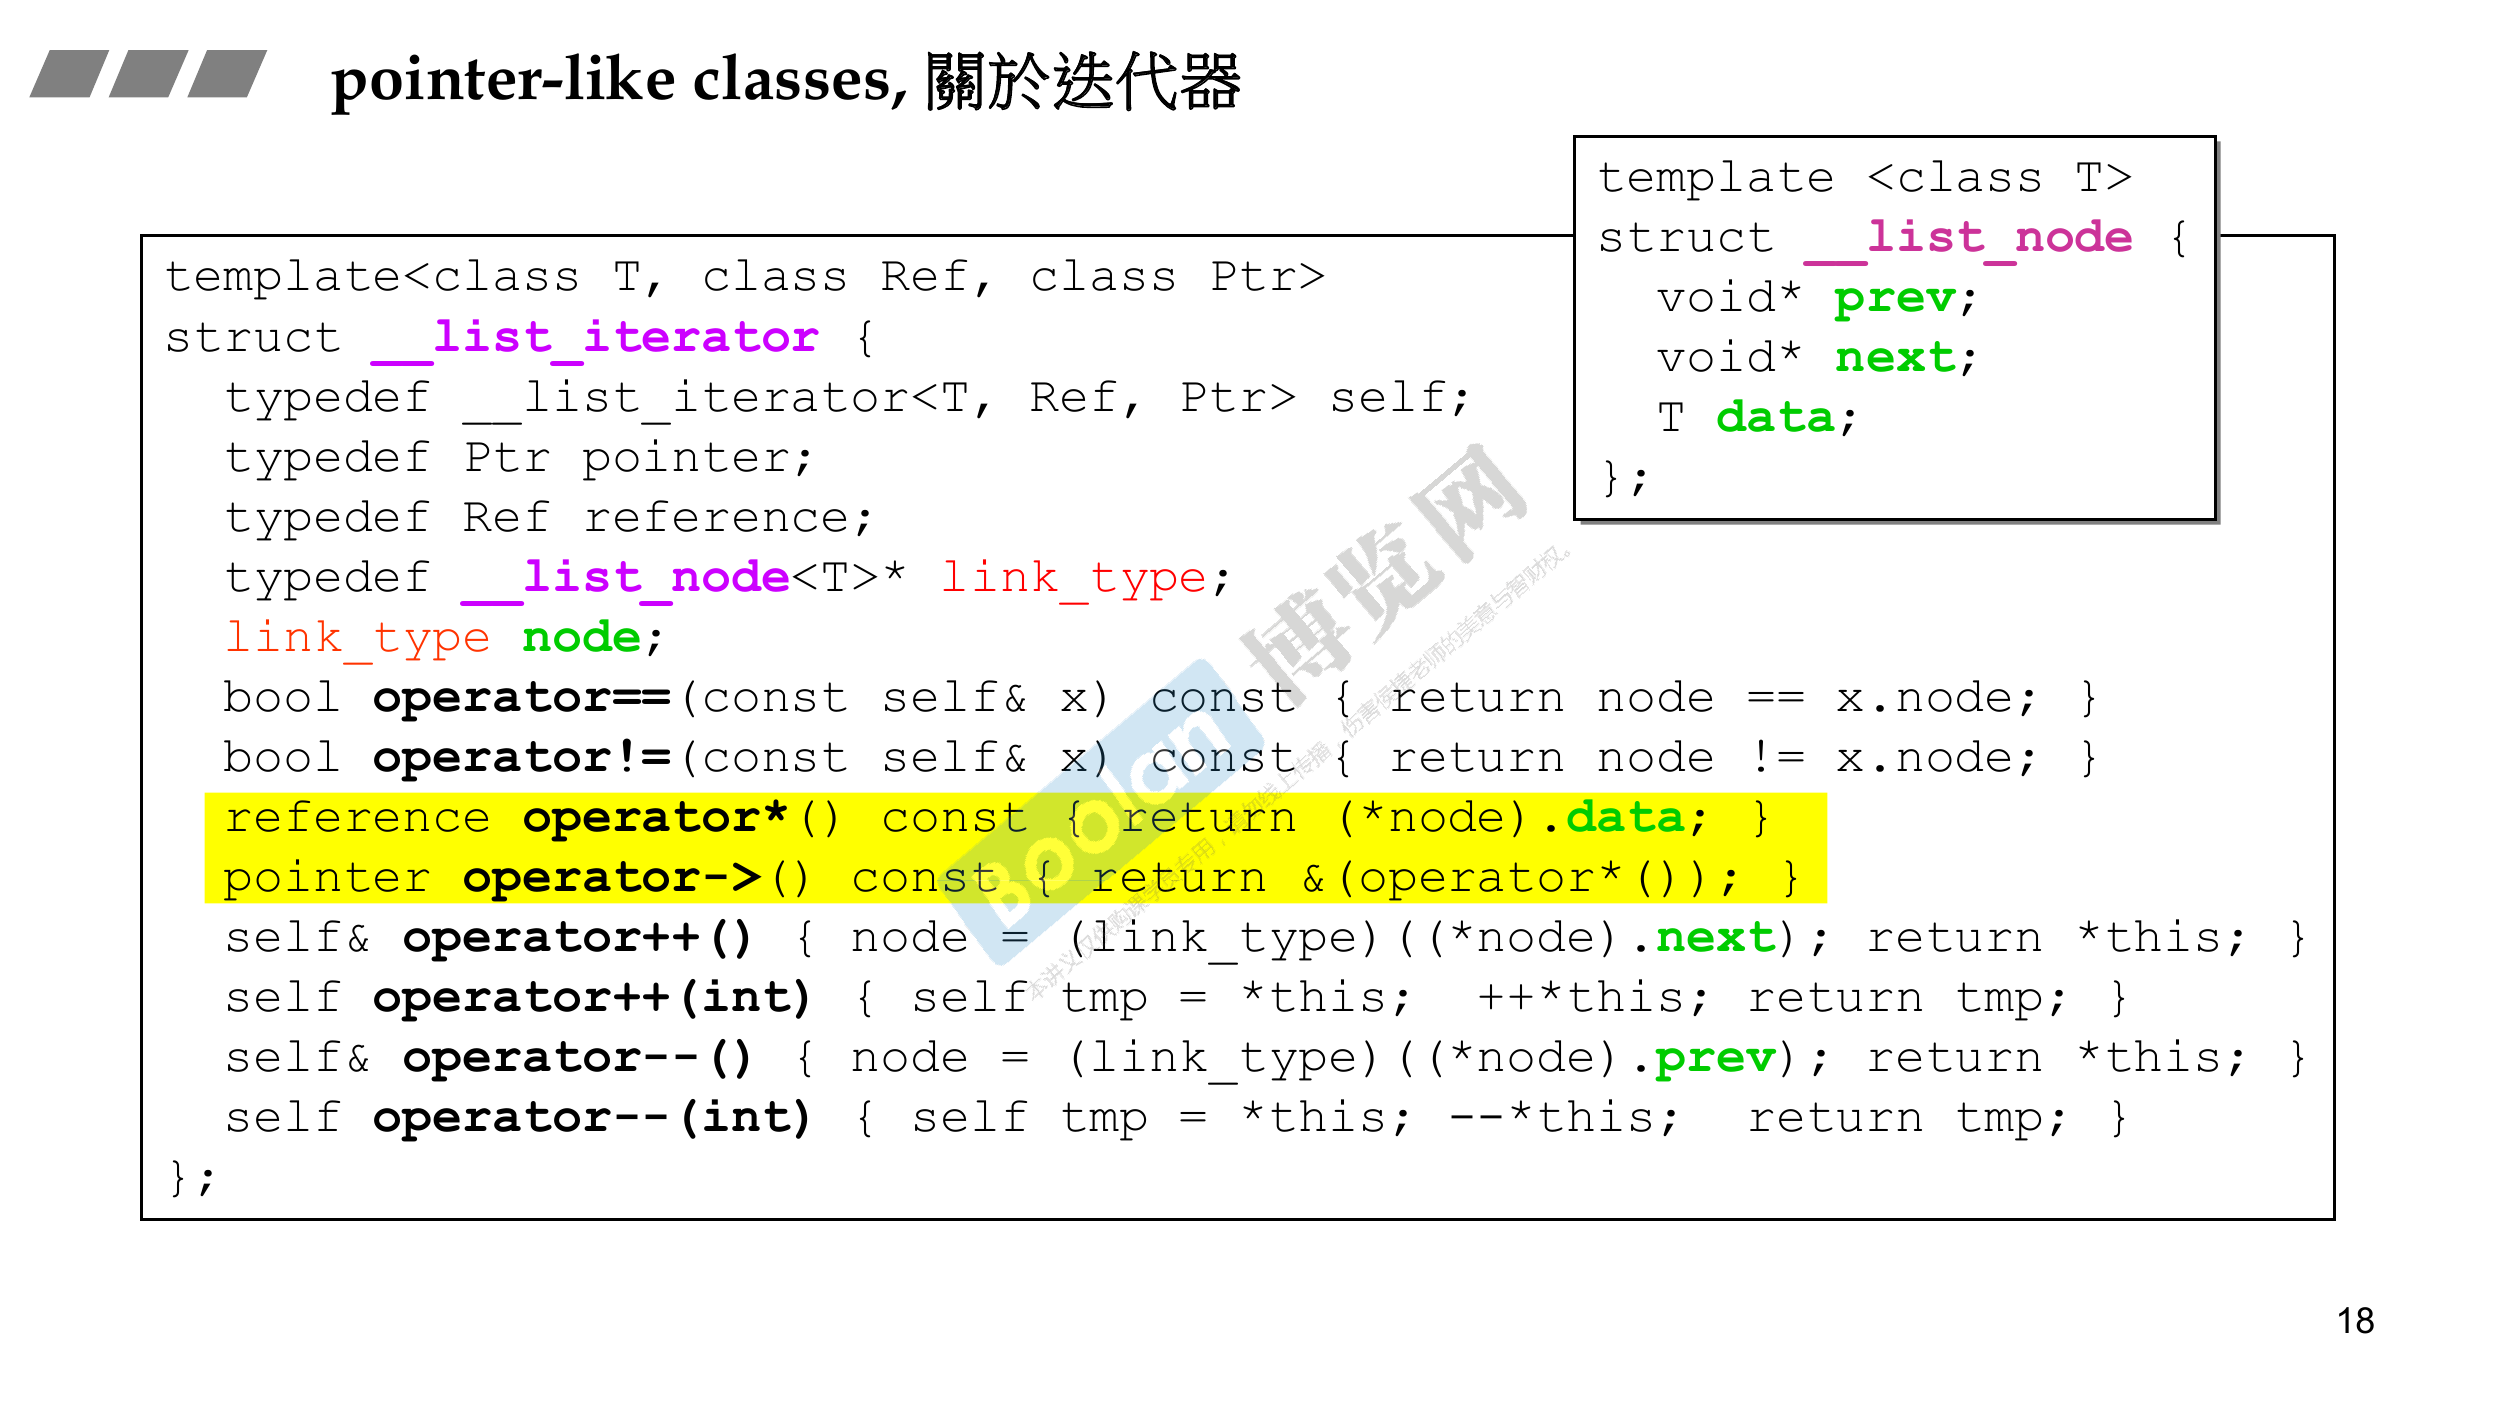 pointer-like classes, 關於迭代器
template <class T>
struct __list_node {
  void* prev;
  void* next;
  T data;
};
template<class T, class Ref, class Ptr>
struct __list_iterator {
  typedef __list_iterator<T, Ref, Ptr> self;
  typedef Ptr pointer;
  typedef Ref reference;
  typedef __list_node<T>* link_type;
  link_type node;
  bool operator==(const self& x) const { return node == x.node; }
  bool operator!=(const self& x) const { return node != x.node; }
  reference operator*() const { return (*node).data; }
  pointer operator->() const { return &(operator*()); }
  self& operator++() { node = (link_type)((*node).next); return *this; }
  self operator++(int) { self tmp = *this;  ++*this; return tmp; }
  self& operator--() { node = (link_type)((*node).prev); return *this; }
  self operator--(int) { self tmp = *this; --*this;  return tmp; }
};
Boolan 博览网
本讲义仅供购课学员专用，请勿线上传播，伤害侯捷老师的美意与智财权。
18